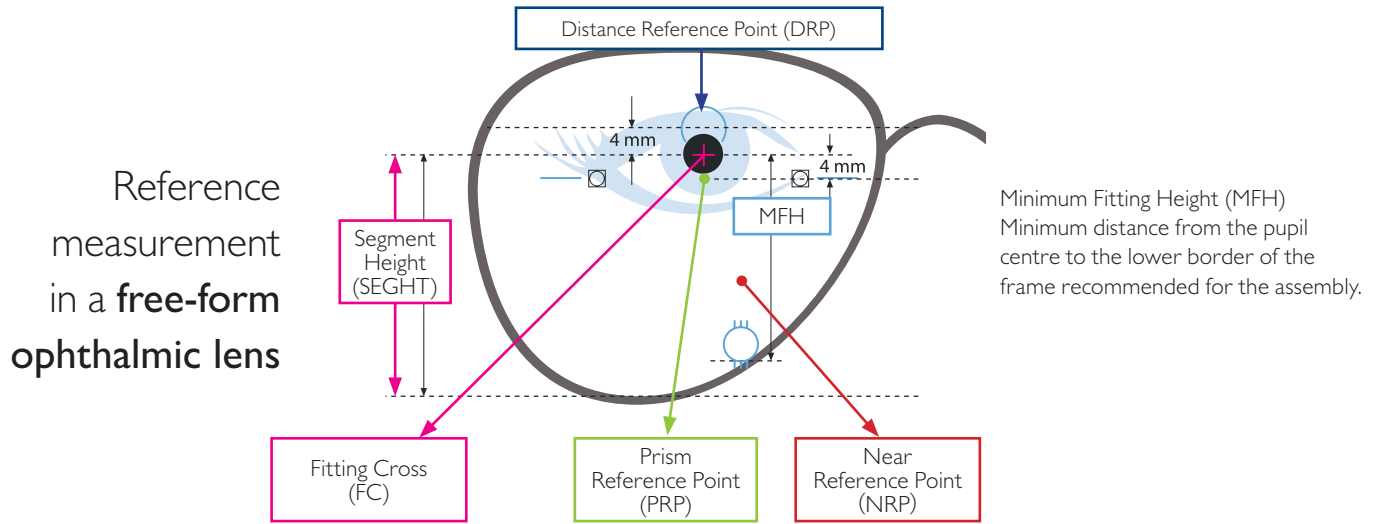 Distance Reference Point (DRP)
4 mm
4 mm
Reference
measurement
in a free-form
ophthalmic lens
Segment
Height
(SEGHT)
MFH
Minimum Fitting Height (MFH)
Minimum distance from the pupil
centre to the lower border of the
frame recommended for the assembly.
Fitting Cross
(FC)
Prism
Reference Point
(PRP)
Near
Reference Point
(NRP)